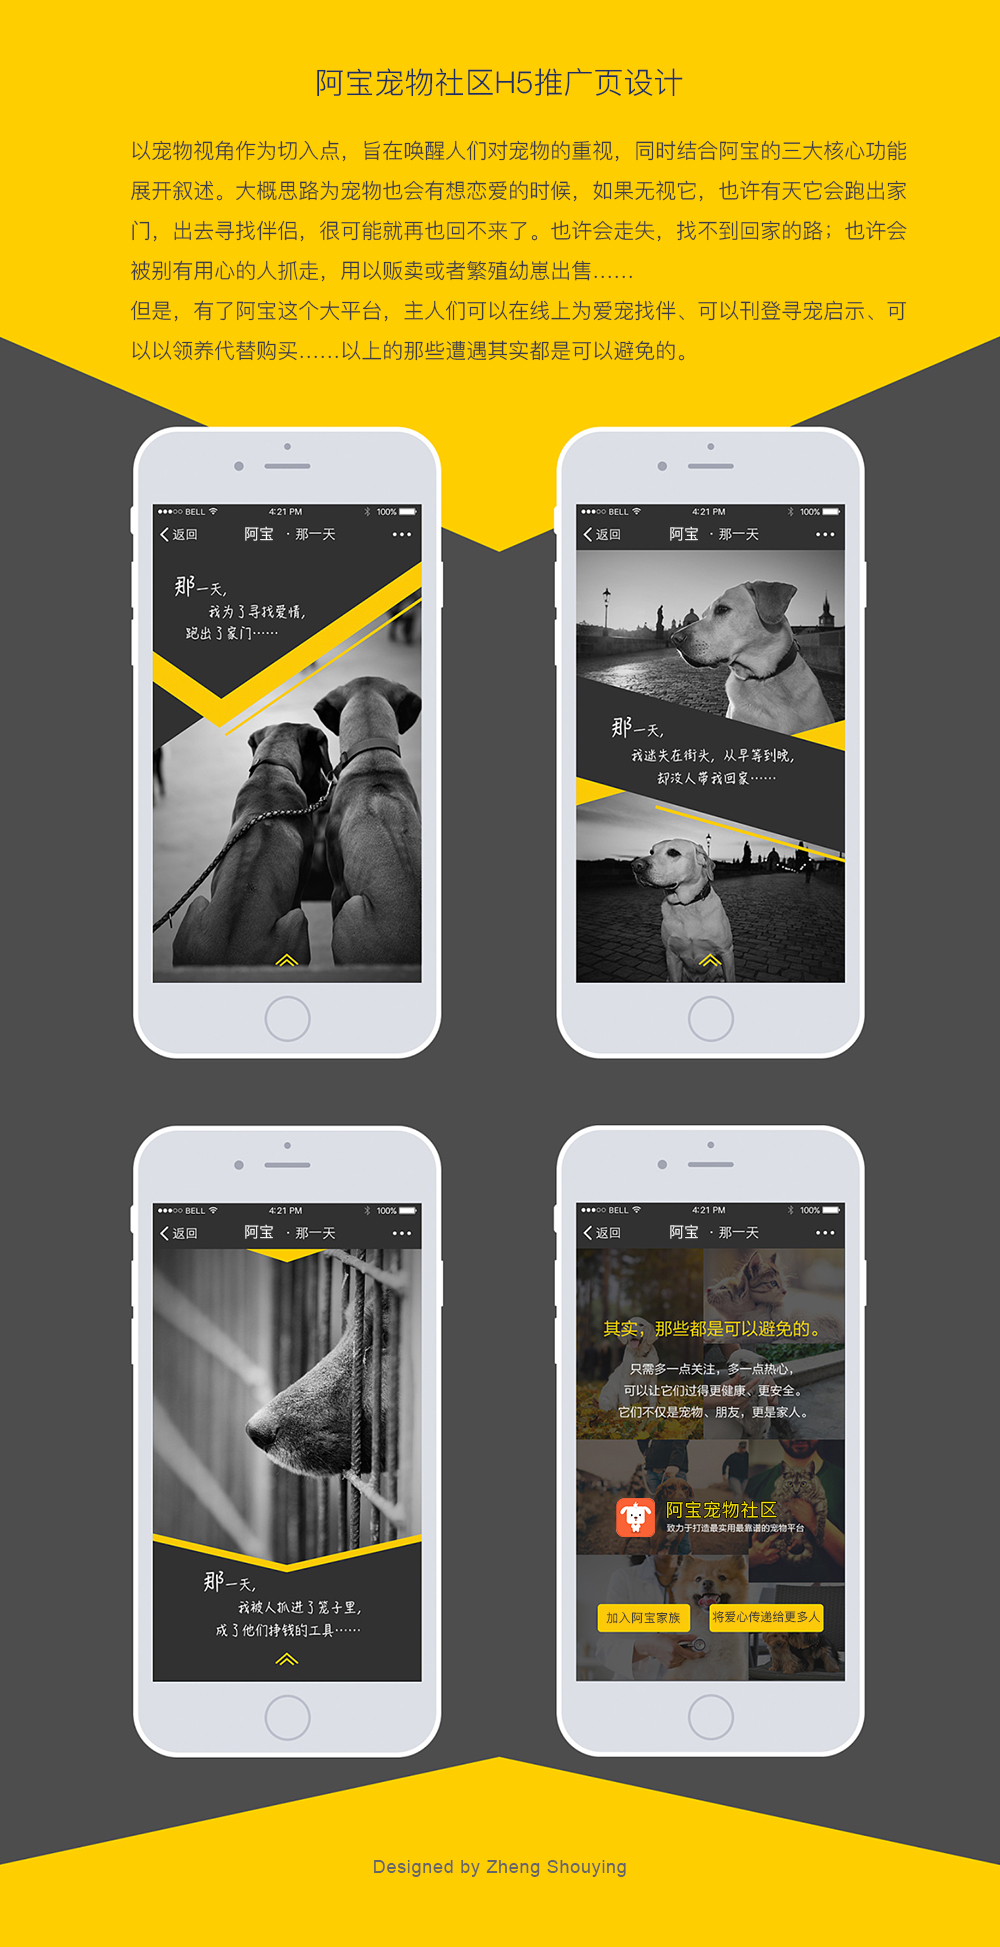 阿宝宠物社区H5推广页设计
以宠物视角作为切入点，旨在唤醒人们对宠物的重视，同时结合阿宝的三大核心功能
展开叙述。大概思路为宠物也会有想恋爱的时候，如果无视它，也许有天它会跑出家
门，出去寻找伴侣，很可能就再也回不来了。也许会走失，找不到回家的路；也许会
被别有用心的人抓走，用以贩卖或者繁殖幼崽出售……
但是，有了阿宝这个大平台，主人们可以在线上为爱宠找伴、可以刊登寻宠启示、可
以以领养代替购买……以上的那些遭遇其实都是可以避免的。
BELL 4:21 PM 100%
返回 阿宝 · 那一天
那一天，
我为了寻找爱情，
跑出了家门……
BELL 4:21 PM 100%
返回 阿宝 · 那一天
那一天，
我迷失在街头，从早等到晚，
却没人带我回家……
BELL 4:21 PM 100%
返回 阿宝 · 那一天
那一天，
我被人抓进了笼子里，
成了他们挣钱的工具……
BELL 4:21 PM 100%
返回 阿宝 · 那一天
其实，那些都是可以避免的。
只需多一点关注，多一点热心，
可以让它们过得更健康、更安全。
它们不仅是宠物、朋友，更是家人。
阿宝宠物社区
致力于打造最实用最靠谱的宠物平台
加入阿宝家族 将爱心传递给更多人
Designed by Zheng Shouying